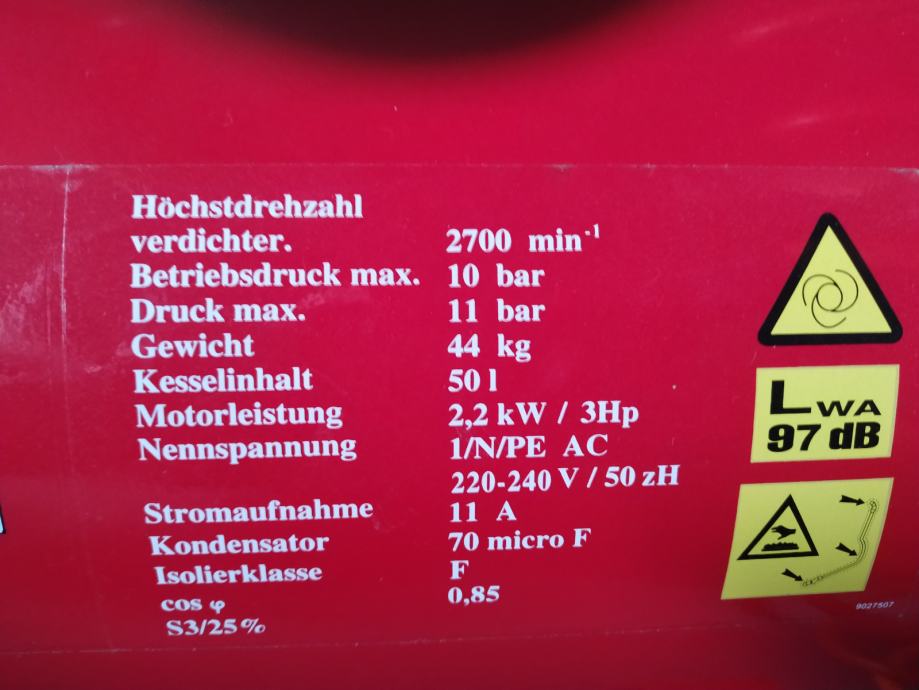 Höchstdrehzahl
verdichter. 2700 min⁻¹
Betriebsdruck max. 10 bar
Druck max. 11 bar
Gewicht 44 kg
Kesselinhalt 50 l
Motorleistung 2,2 kW / 3Hp
Nennspannung 1/N/PE AC
220-240 V / 50 zH
Stromaufnahme 11 A
Kondensator 70 micro F
Isolierklasse F
cos φ 0,85
S3/25%
LWA
97 dB
9027507